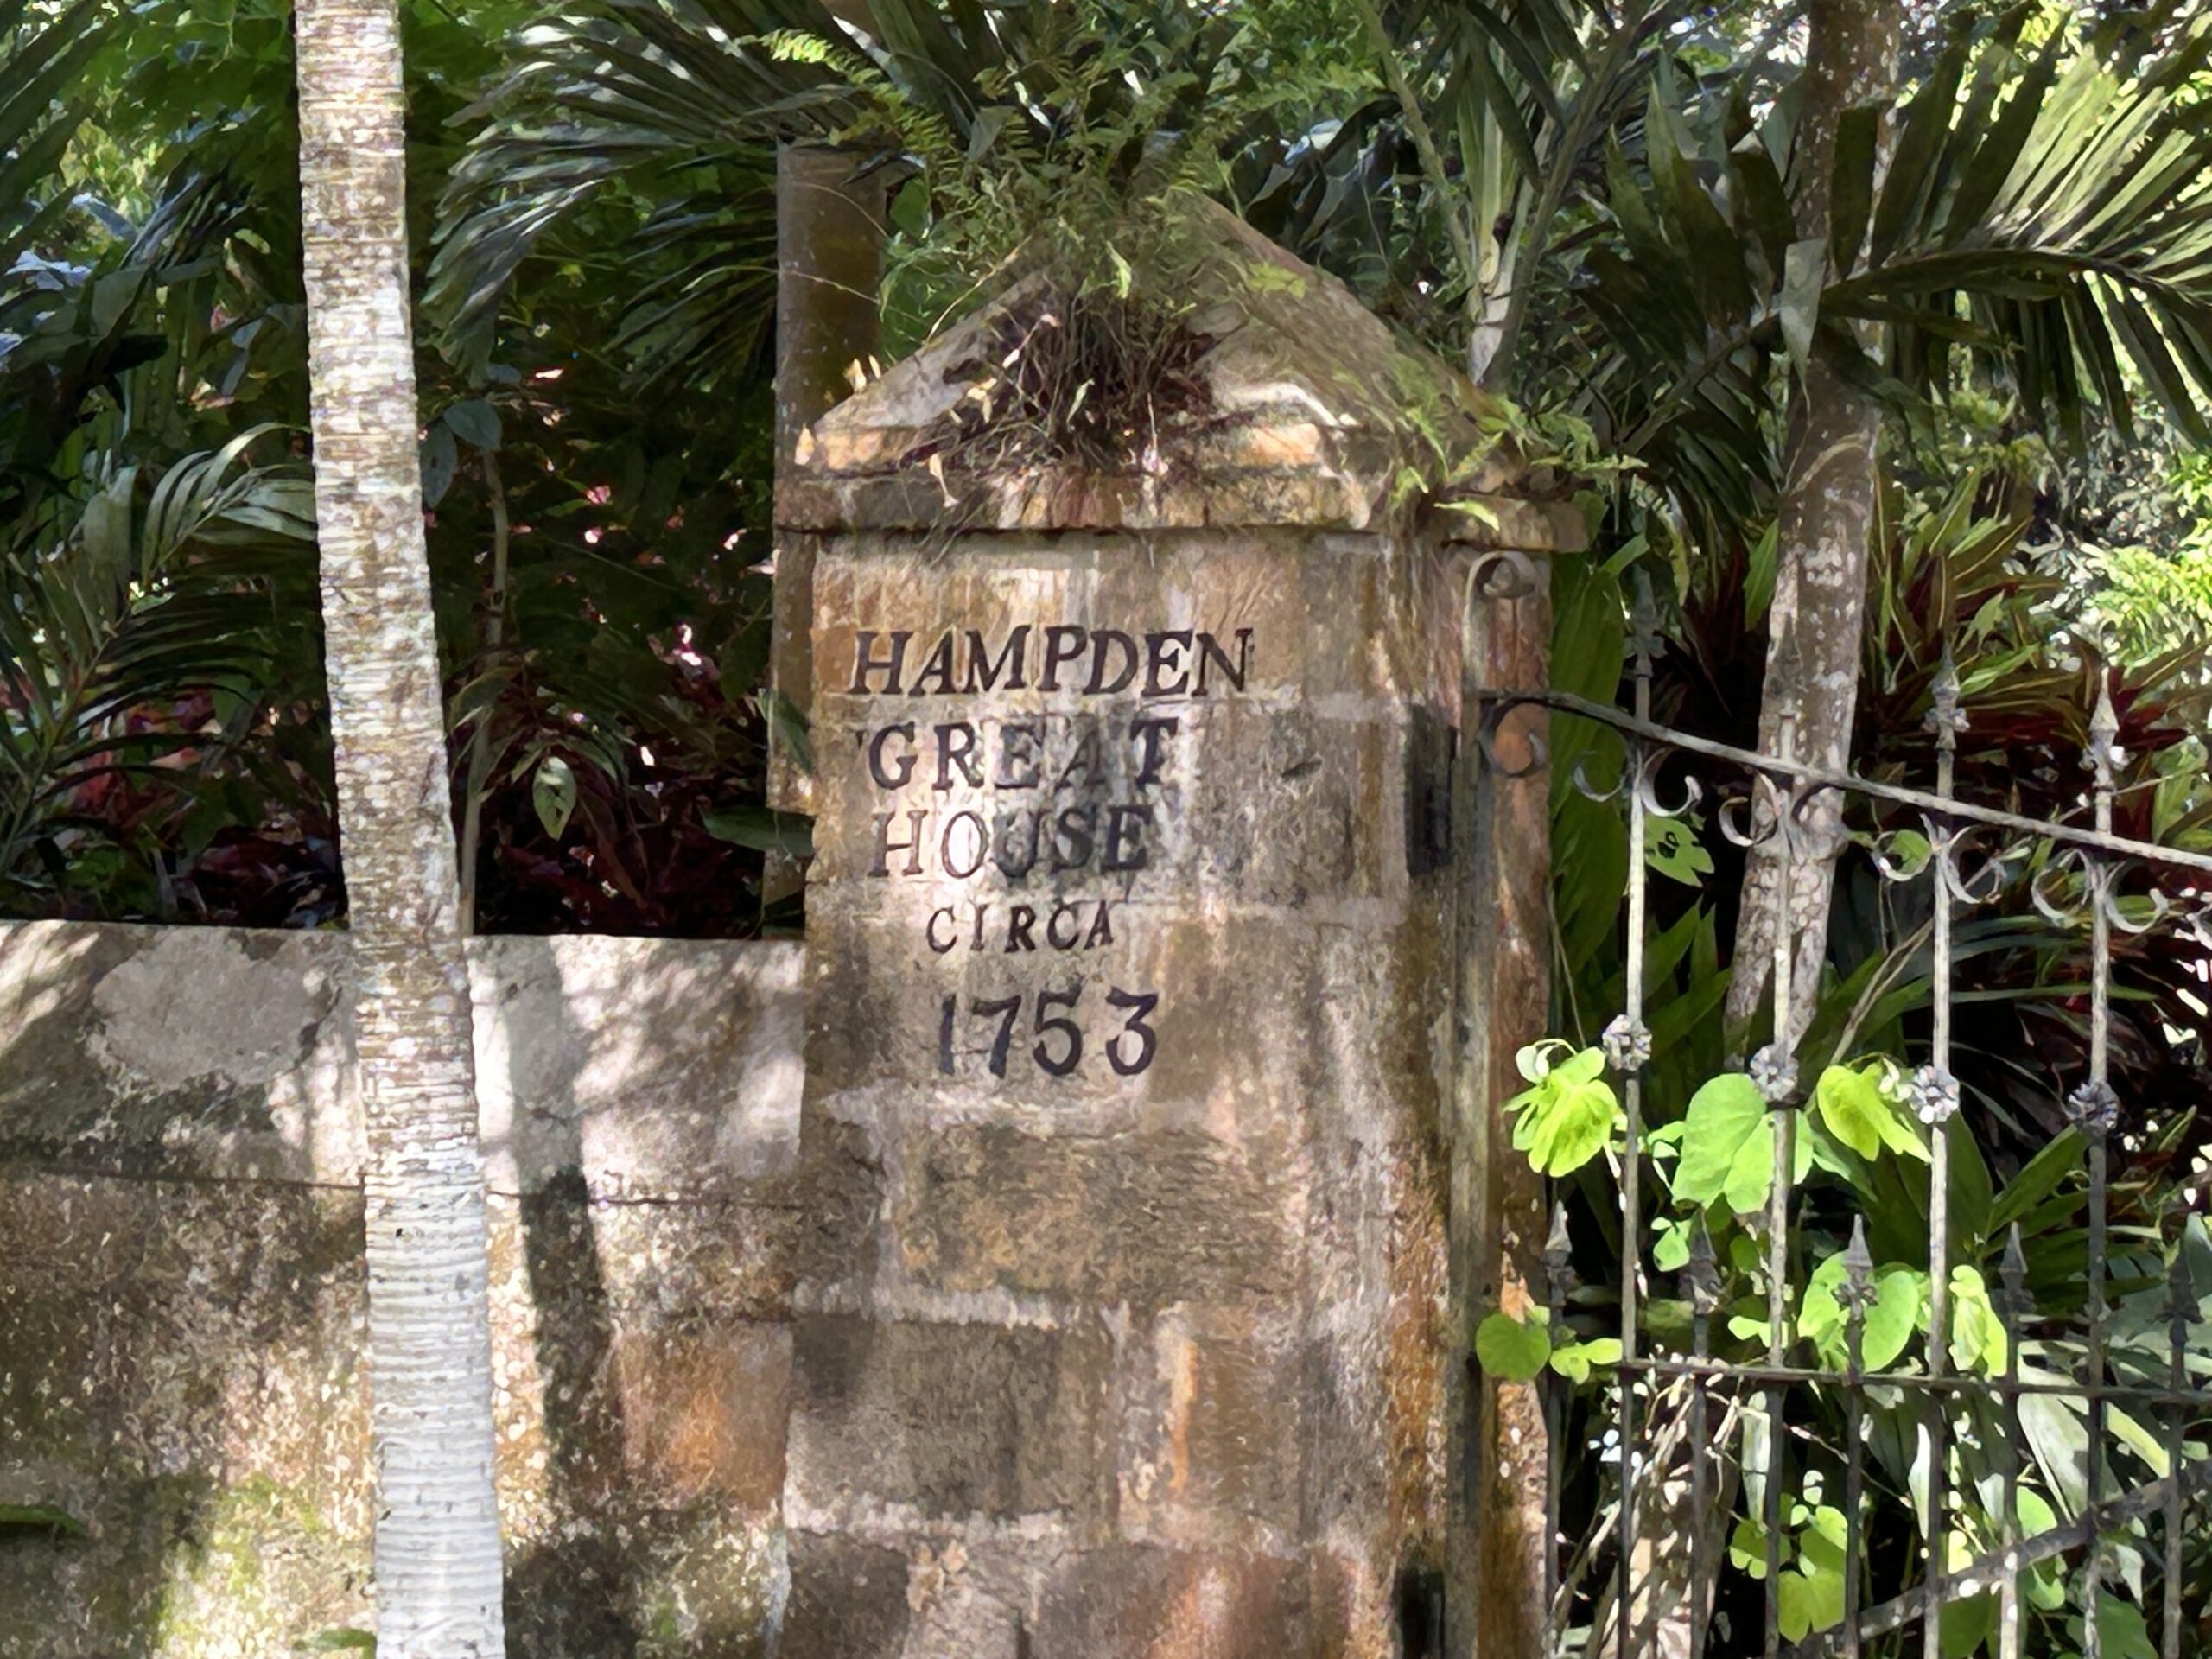 HAMPDEN
GREAT
HOUSE
CIRCA
1753